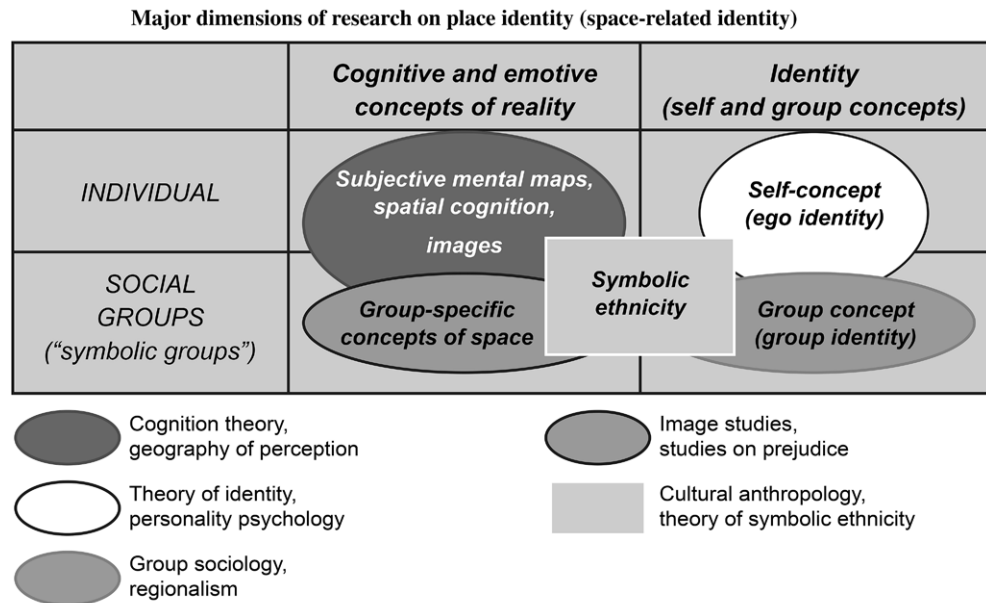 Major dimensions of research on place identity (space-related identity)
Cognitive and emotive
concepts of reality
Identity
(self and group concepts)
INDIVIDUAL
Subjective mental maps,
spatial cognition,
images
Self-concept
(ego identity)
SOCIAL
GROUPS
("symbolic groups")
Group-specific
concepts of space
Symbolic
ethnicity
Group concept
(group identity)
Cognition theory,
geography of perception
Theory of identity,
personality psychology
Group sociology,
regionalism
Image studies,
studies on prejudice
Cultural anthropology,
theory of symbolic ethnicity